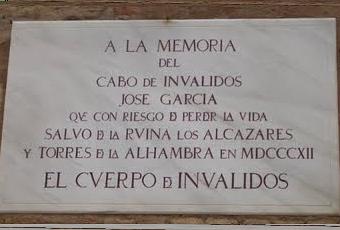 A LA MEMORIA
DEL
CABO DE INVALIDOS
JOSE GARCIA
QVE CON RIESGO D PERDR LA VIDA
SALVO D LA RVINA LOS ALCAZARES
Y TORRES D LA ALHAMBRA EN MDCCCXII
EL CVERPO D INVALIDOS